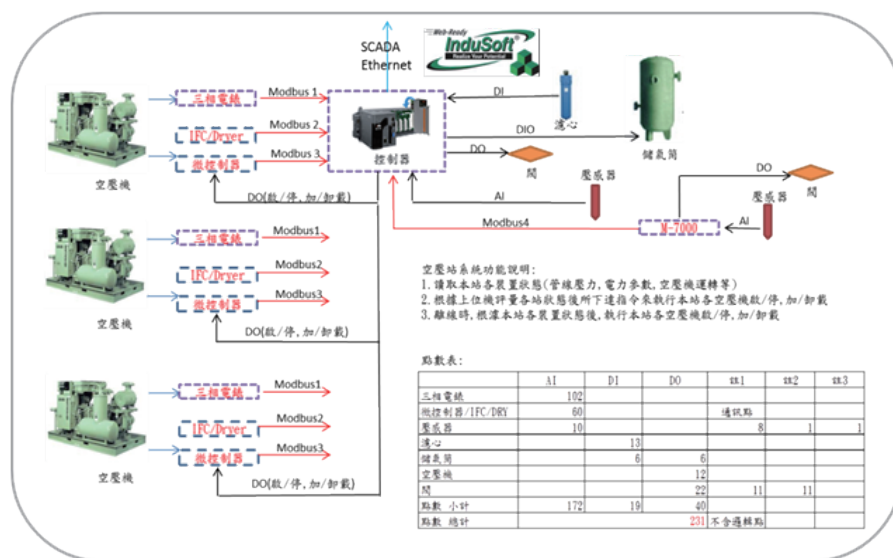 SCADA
Ethernet
Web-Ready
InduSoft
Realize Your Potential
三相電錶
Modbus 1
IFC/Dryer
Modbus 2
微控制器
Modbus 3
空壓機
DO(啟/停,加/卸載)
控制器
DI
濾心
DIO
儲氣筒
DO
閥
AI
壓感器
Modbus4
M-7000
DO
閥
壓感器
AI
三相電錶
Modbus1
IFC/Dryer
Modbus2
微控制器
Modbus3
空壓機
DO(啟/停,加/卸載)
三相電錶
Modbus1
IFC/Dryer
Modbus2
微控制器
Modbus3
空壓機
DO(啟/停,加/卸載)
空壓站系統功能說明:
1.讀取本站各裝置狀態(管線壓力,電力參數,空壓機運轉等)
2.根據上位機評量各站狀態後所下達指令來執行本站各空壓機啟/停,加/卸載
3.離線時,根據本站各裝置狀態後,執行本站各空壓機啟/停,加/卸載
點數表:
AI DI DO 註1 註2 註3
三相電錶 102
微控制器/IFC/DRY 60 通訊點
壓感器 10 8 1 1
濾心 13
儲氣筒 6 6
空壓機 12
閥 22 11 11
點數 小計 172 19 40
點數 總計 231 不含邏輯點